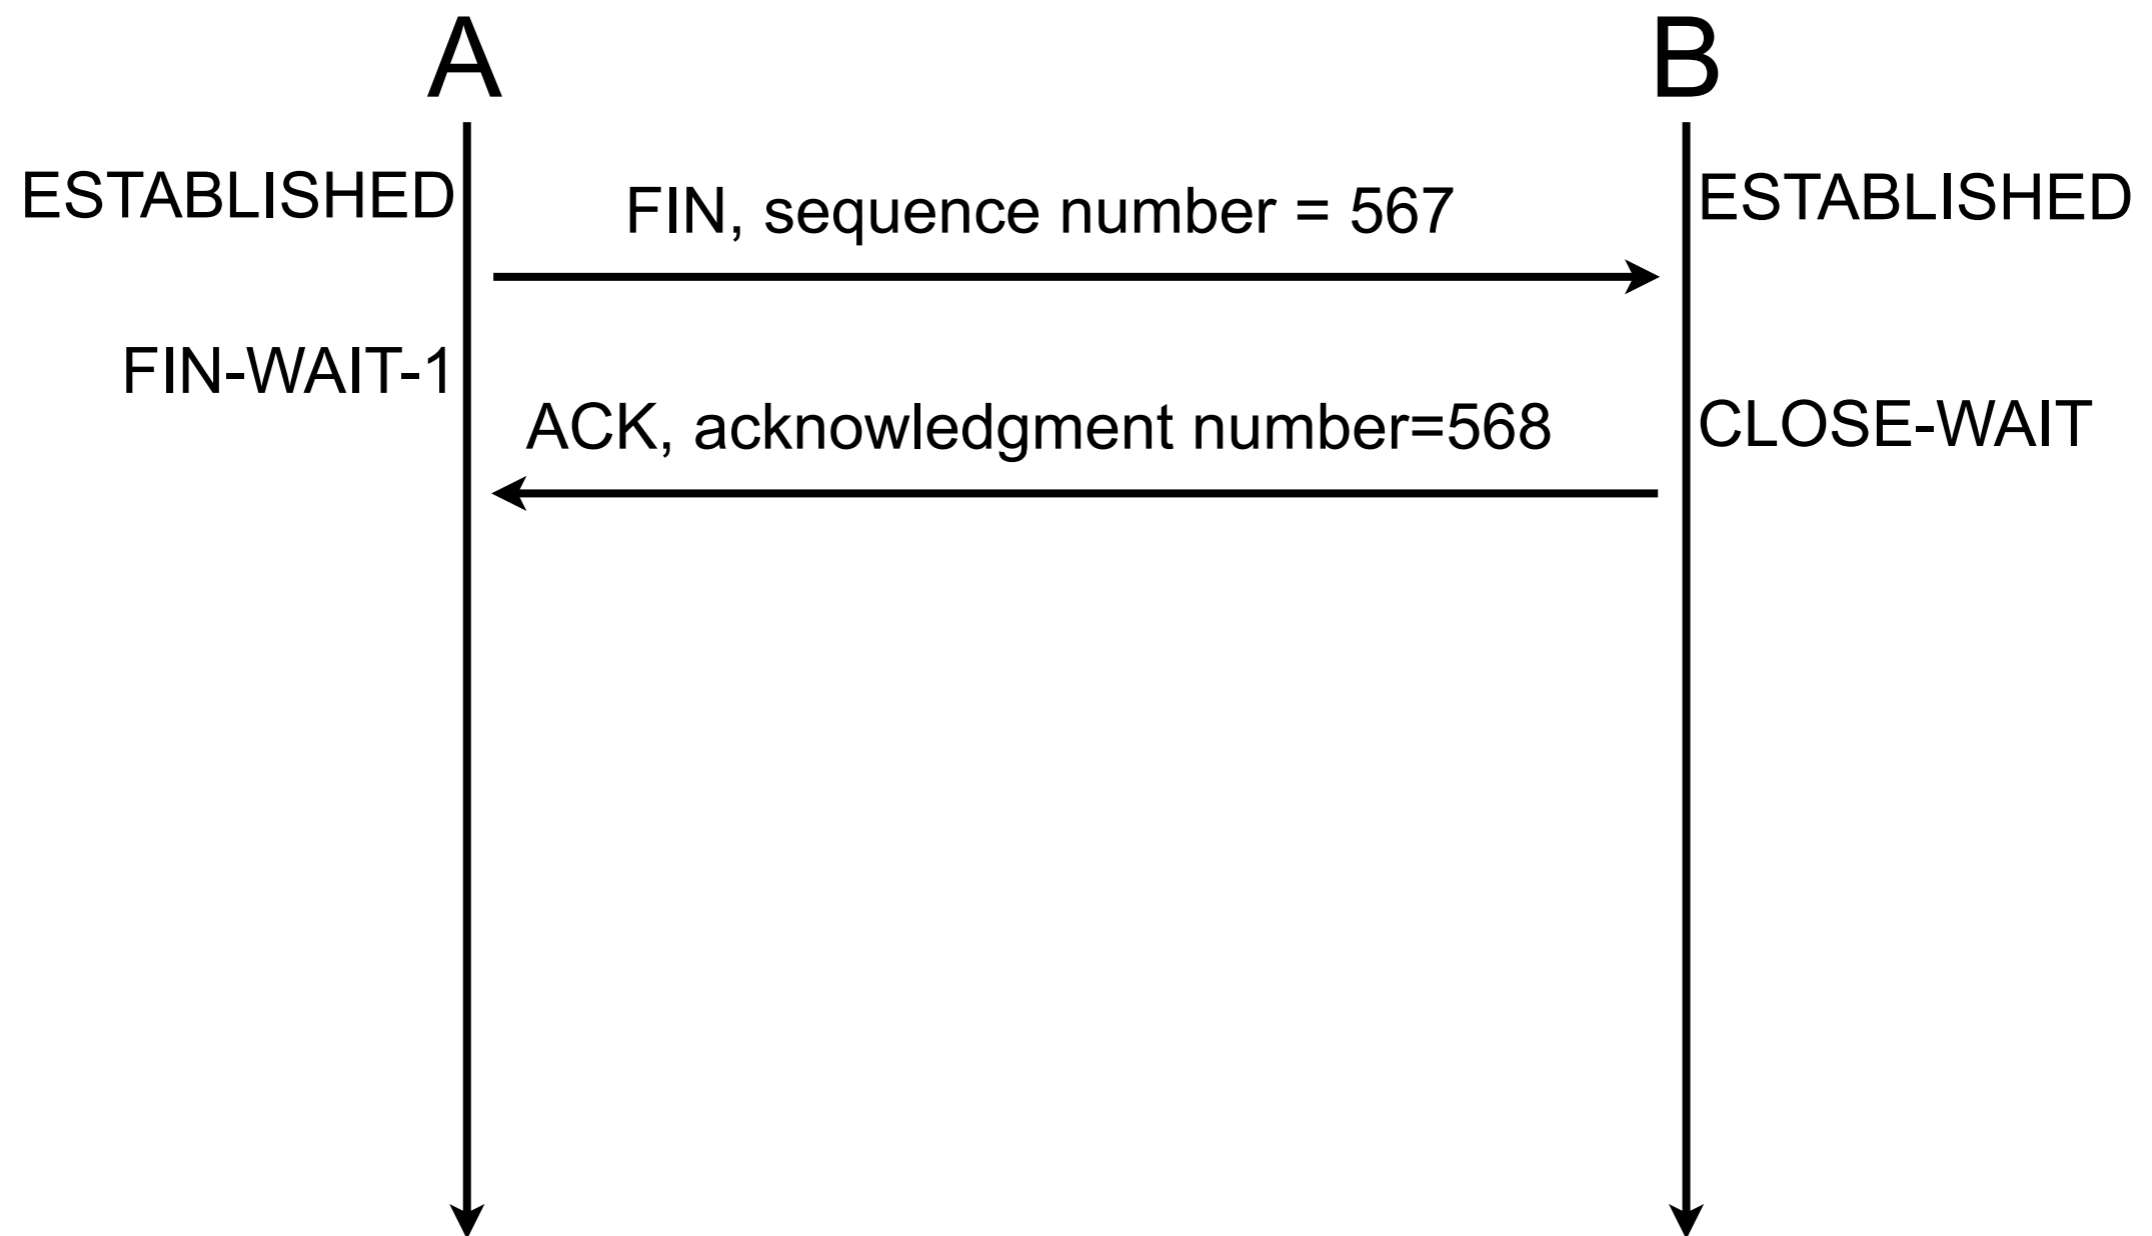 A
B
ESTABLISHED
FIN, sequence number = 567
ESTABLISHED
FIN-WAIT-1
ACK, acknowledgment number=568
CLOSE-WAIT